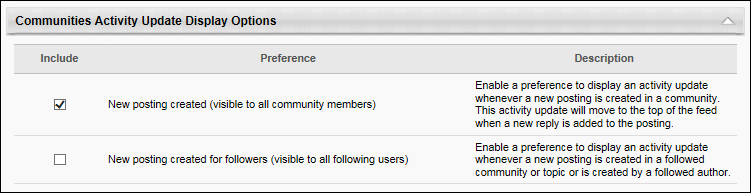 Communities Activity Update Display Options
Include Preference Description
New posting created (visible to all community members)
Enable a preference to display an activity update
whenever a new posting is created in a community.
This activity update will move to the top of the feed
when a new reply is added to the posting.
New posting created for followers (visible to all following users)
Enable a preference to display an activity update
whenever a new posting is created in a followed
community or topic or is created by a followed author.